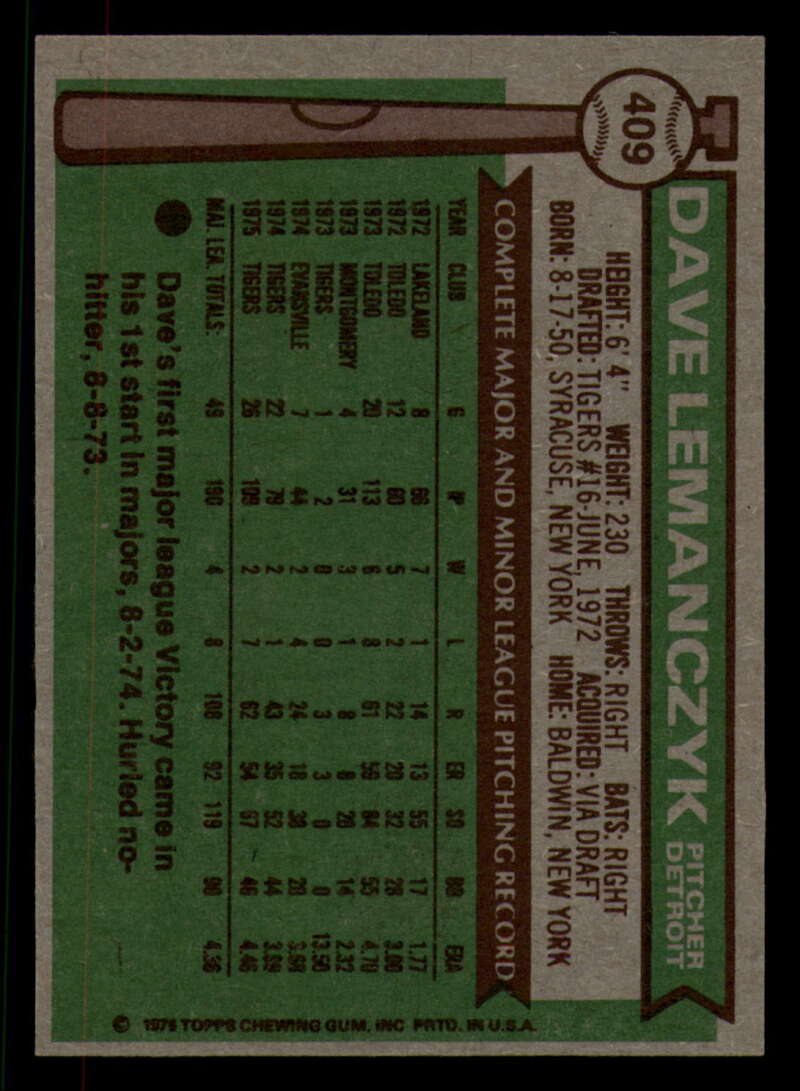 409
DAVE LEMANCZYK
PITCHER
DETROIT
HEIGHT: 6' 4" WEIGHT: 230 THROWS: RIGHT BATS: RIGHT
DRAFTED: TIGERS #16-JUNE, 1972 ACQUIRED: VIA DRAFT
BORN: 8-17-50, SYRACUSE, NEW YORK HOME: BALDWIN, NEW YORK
COMPLETE MAJOR AND MINOR LEAGUE PITCHING RECORD
YEAR CLUB G IP W L R ER SO BB ERA
1972 LAKELAND 8 66 7 1 14 13 55 17 1.77
1972 TOLEDO 12 60 5 2 22 20 32 28 3.00
1973 TOLEDO 20 113 6 8 61 59 84 55 4.70
1973 MONTGOMERY 4 31 3 1 8 8 28 14 2.32
1973 TIGERS 1 2 0 0 3 3 0 0 13.50
1974 EVANSVILLE 7 44 2 4 24 18 38 20 3.68
1974 TIGERS 22 79 2 1 43 35 52 44 3.99
1975 TIGERS 26 109 2 7 62 54 67 46 4.46
MAJ. LEA. TOTALS: 49 190 4 8 108 92 119 90 4.36
Dave's first major league Victory came in
his 1st start in majors, 8-2-74. Hurled no-
hitter, 8-8-73.
© 1976 TOPPS CHEWING GUM, INC PRTD. IN U.S.A.